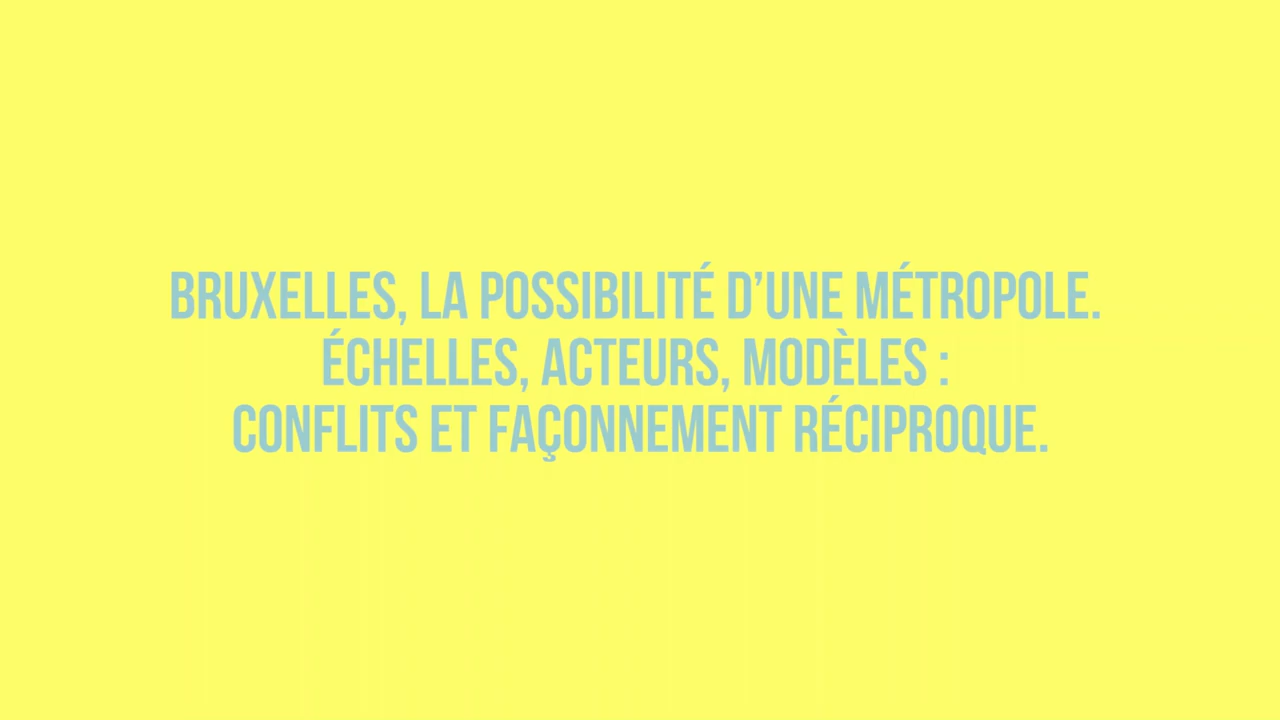 BRUXELLES, LA POSSIBILITÉ D’UNE MÉTROPOLE.
ÉCHELLES, ACTEURS, MODÈLES :
CONFLITS ET FAÇONNEMENT RÉCIPROQUE.